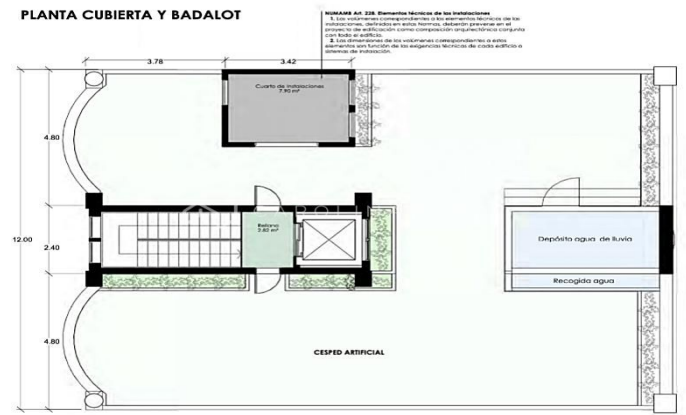 PLANTA CUBIERTA Y BADALOT
NUMAMB Art. 228. Elementos técnicos de las instalaciones
1. Los volúmenes correspondientes a los elementos técnicos de las
instalaciones, definidos en estas Normas, deberán preverse en el
proyecto de edificación como composición arquitectónica conjunta
con todo el edificio.
2. Las dimensiones de los volúmenes correspondientes a estos
elementos son función de las exigencias técnicas de cada edificio o
sistemas de instalación.
3.78
3.42
Cuarto de instalaciones
7.90 m²
4.80
12.00
2.40
Rellano
2.85 m²
Depósito agua de lluvia
Recogida agua
4.80
CESPED ARTIFICIAL